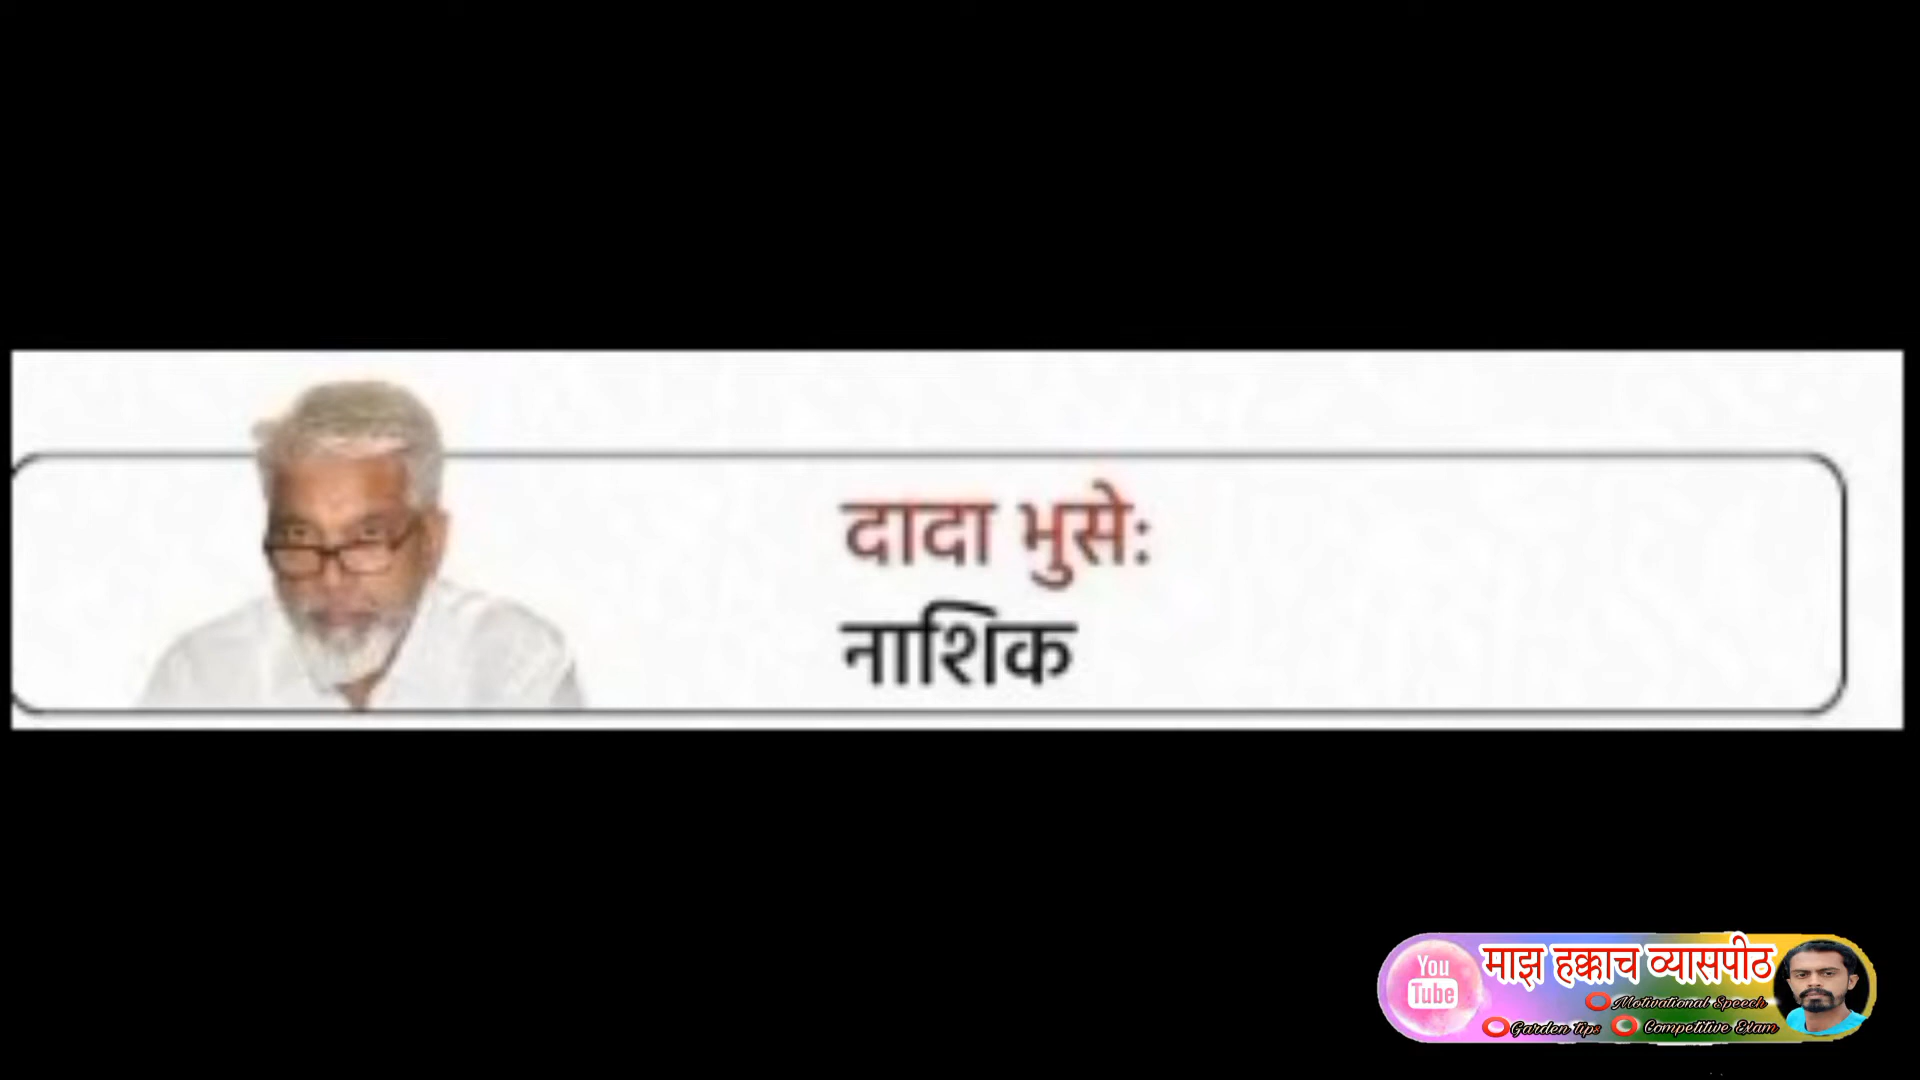 दादा भुसे:
नाशिक
You
Tube
माझ हक्काच व्यासपीठ
Motivational Speech
Garden tips
Competitive Exam